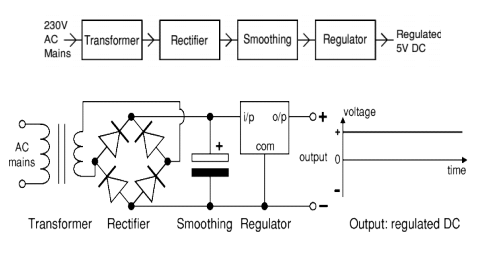 230V
AC
Mains
Transformer
Rectifier
Smoothing
Regulator
Regulated
5V DC
AC
mains
+
i/p o/p
com
+
output
−
voltage
+
0
−
time
Transformer Rectifier Smoothing Regulator Output: regulated DC